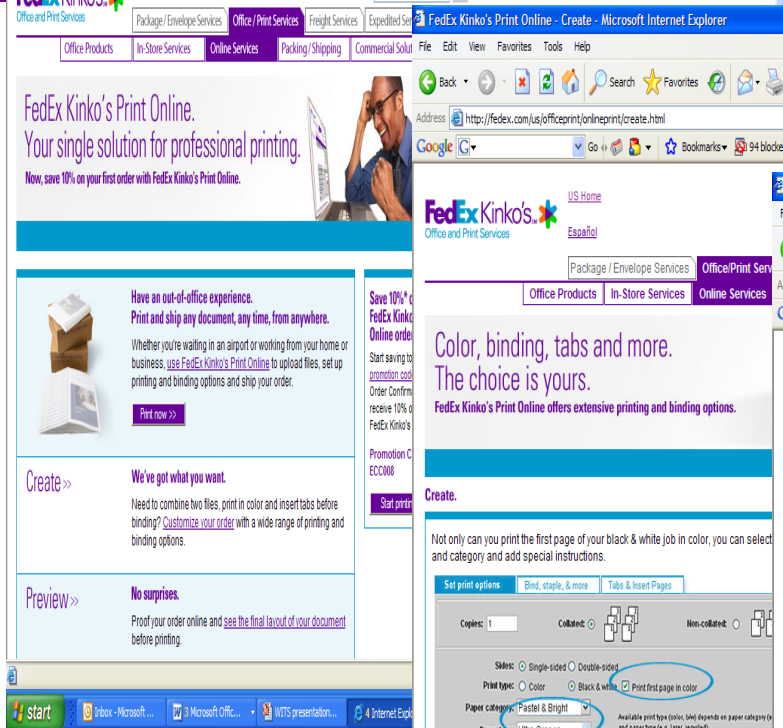 FedEx Kinko's
Office and Print Services
Package / Envelope Services
Office / Print Services
Freight Services
Expedited Ser
Office Products
In-Store Services
Online Services
Packing / Shipping
Commercial Solut
FedEx Kinko's Print Online.
Your single solution for professional printing.
Now, save 10% on your first order with FedEx Kinko's Print Online.
Have an out-of-office experience.
Print and ship any document, any time, from anywhere.
Whether you're waiting in an airport or working from your home or
business, use FedEx Kinko's Print Online to upload files, set up
printing and binding options and ship your order.
Print now >>
Create >>
We've got what you want.
Need to combine two files, print in color and insert tabs before
binding? Customize your order with a wide range of printing and
binding options.
Preview >>
No surprises.
Proof your order online and see the final layout of your document
before printing.
Save 10%* o
FedEx Kinko
Online order
Start saving to
promotion code
Order Confirm
receive 10% o
FedEx Kinko's
Promotion C
ECC008
Start printin
start
Inbox - Microsoft ...
3 Microsoft Offic...
WITS presentation...
4 Internet Explo
FedEx Kinko's Print Online - Create - Microsoft Internet Explorer
File Edit View Favorites Tools Help
Back
Search
Favorites
Address
http://fedex.com/us/officeprint/onlineprint/create.html
Google
G
Go
Bookmarks
94 blocke
FedEx Kinko's
Office and Print Services
US Home
Español
Package / Envelope Services
Office/Print Serv
Office Products
In-Store Services
Online Services
Color, binding, tabs and more.
The choice is yours.
FedEx Kinko's Print Online offers extensive printing and binding options.
Create.
Not only can you print the first page of your black & white job in color, you can select
and category and add special instructions.
Set print options
Bind, staple, & more
Tabs & Insert Pages
Copies: 1
Collated:
Non-collated:
Sides: Single-sided Double-sided
Print type: Color Black & white Print first page in color
Paper category: Pastel & Bright
Available print type (color, b/w) depends on paper category (e